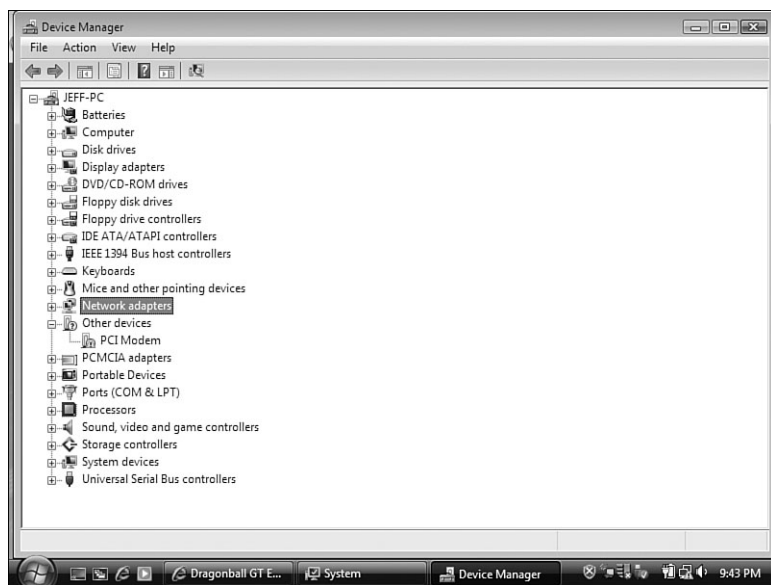 Device Manager
File Action View Help
JEFF-PC
Batteries
Computer
Disk drives
Display adapters
DVD/CD-ROM drives
Floppy disk drives
Floppy drive controllers
IDE ATA/ATAPI controllers
IEEE 1394 Bus host controllers
Keyboards
Mice and other pointing devices
Network adapters
Other devices
PCI Modem
PCMCIA adapters
Portable Devices
Ports (COM & LPT)
Processors
Sound, video and game controllers
Storage controllers
System devices
Universal Serial Bus controllers
Dragonball GT E... System Device Manager 9:43 PM